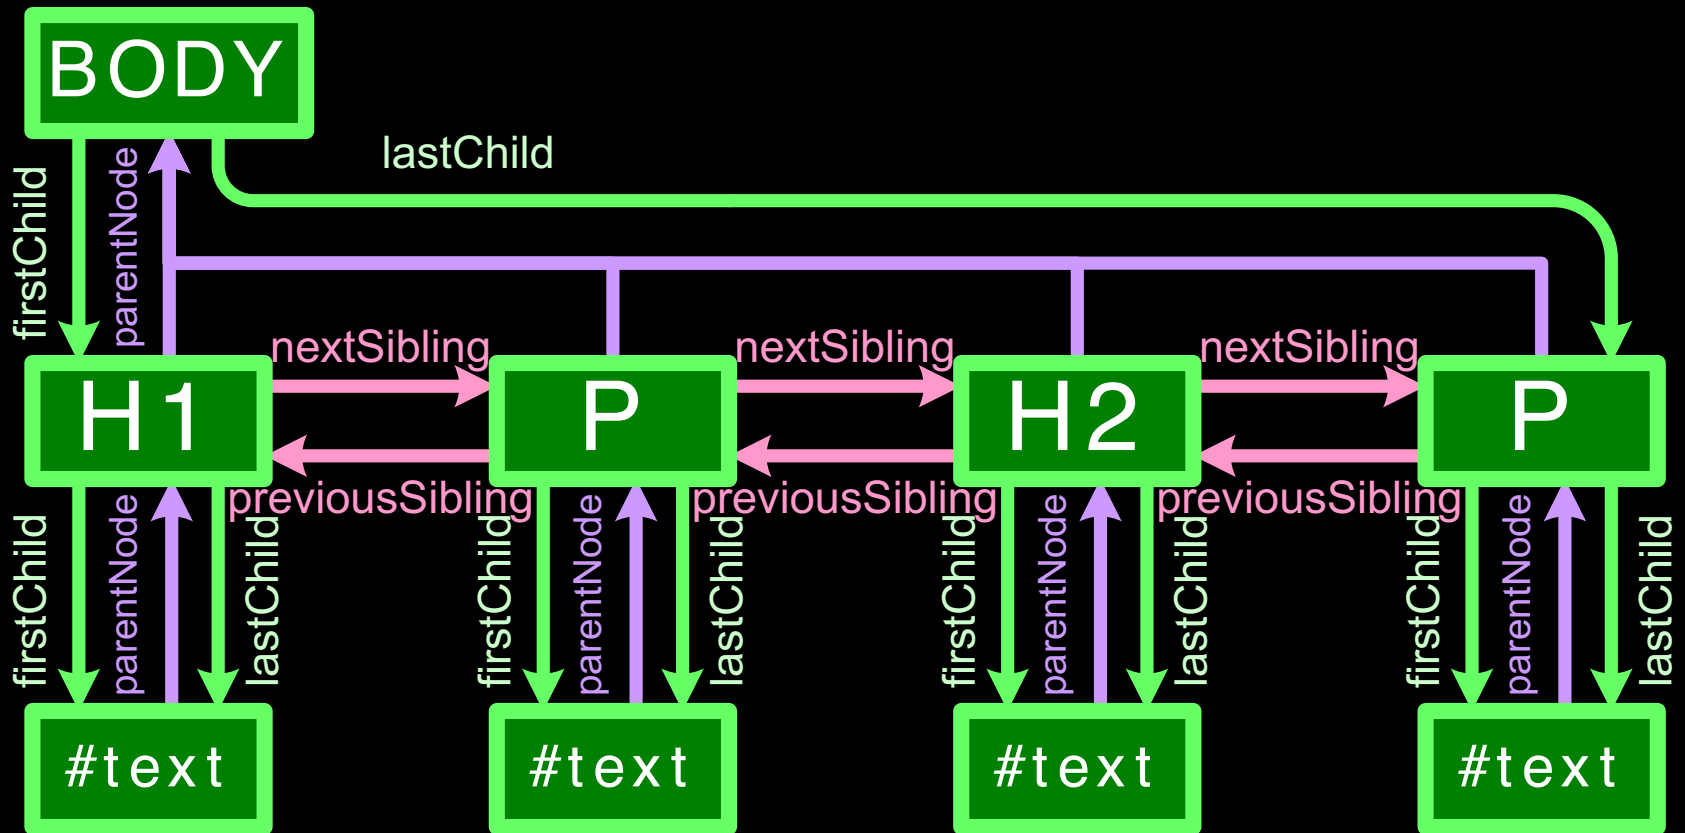 BODY
lastChild
firstChild
parentNode
nextSibling
nextSibling
nextSibling
H1
P
H2
P
previousSibling
previousSibling
previousSibling
firstChild
parentNode
lastChild
firstChild
parentNode
lastChild
firstChild
parentNode
lastChild
firstChild
parentNode
lastChild
#text
#text
#text
#text